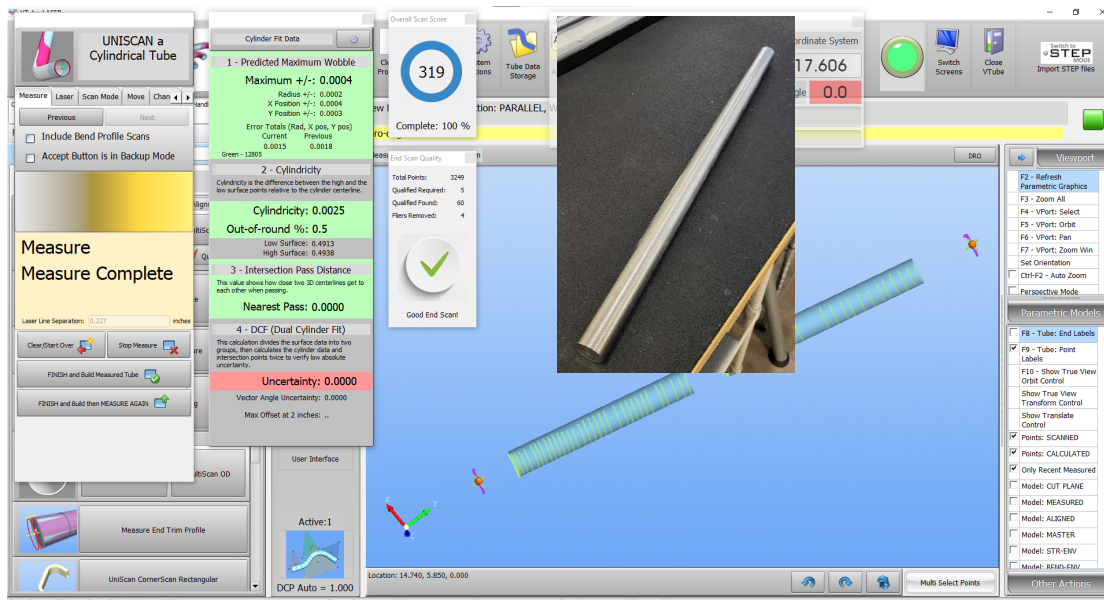 VTube LASER
UNISCAN a
Cylindrical Tube
Measure
Laser
Scan Mode
Move
Previous
Next
Include Bend Profile Scans
Accept Button is in Backup Mode
Measure
Measure Complete
Laser Line Separation: 0.227 inches
Clear/Start Over
Stop Measure
FINISH and Build Measured Tube
FINISH and Build then MEASURE AGAIN
MultiScan OD
Measure End Trim Profile
UniScan CornerScan Rectangular
Cylinder Fit Data
1 - Predicted Maximum Wobble
Maximum +/-: 0.0004
Radius +/-: 0.0002
X Position +/-: 0.0004
Y Position +/-: 0.0003
Error Totals (Rad, X pos, Y pos)
Current Previous
0.0015 0.0018
Green - 12805
2 - Cylindricity
Cylindricity is the difference between the high and the
low surface points relative to the cylinder centerline.
Cylindricity: 0.0025
Out-of-round %: 0.5
Low Surface: 0.4913
High Surface: 0.4938
3 - Intersection Pass Distance
This value shows how close two 3D centerlines get to
each other when passing.
Nearest Pass: 0.0000
4 - DCF (Dual Cylinder Fit)
This calculation divides the surface data into two
groups, then calculates the cylinder data and
intersection points twice to verify low absolute
uncertainty.
Uncertainty: 0.0000
Vector Angle Uncertainty: 0.0000
Max Offset at 2 inches: ..
User Interface
Active:1
DCP Auto = 1.000
Overall Scan Score
319
Complete: 100 %
End Scan Quality
Total Points: 3249
Qualified Required: 5
Qualified Found: 60
Fliers Removed: 4
Good End Scan!
Tube Data
Storage
PARALLEL,
17.606
0.0
Switch
Screens
Close
VTube
Switch to
STEP
MODE
Import STEP files
DRO
X
Y
Location: 14.740, 5.850, 0.000
Multi Select Points
Viewport
F2 - Refresh
Parametric Graphics
F3 - Zoom All
F4 - VPort: Select
F5 - VPort: Orbit
F6 - VPort: Pan
F7 - VPort: Zoom Win
Set Orientation
Ctrl-F2 - Auto Zoom
Perspective Mode
Parametric Models
F8 - Tube: End Labels
F9 - Tube: Point
Labels
F10 - Show True View
Orbit Control
Show True View
Transform Control
Show Translate
Control
Points: SCANNED
Points: CALCULATED
Only Recent Measured
Model: CUT PLANE
Model: MEASURED
Model: ALIGNED
Model: MASTER
Model: STR-ENV
Model: BEND-ENV
Other Actions